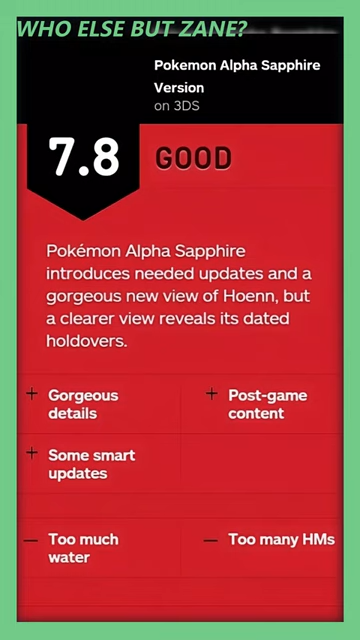 WHO ELSE BUT ZANE?
Pokemon Alpha Sapphire
Version
on 3DS
7.8
GOOD
Pokémon Alpha Sapphire
introduces needed updates and a
gorgeous new view of Hoenn, but
a clearer view reveals its dated
holdovers.
+ Gorgeous
details
+ Post-game
content
+ Some smart
updates
— Too much
water
— Too many HMs